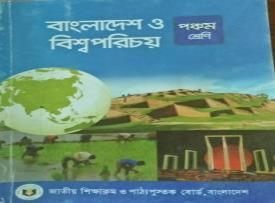 বাংলাদেশ ও
বিশ্বপরিচয়
পঞ্চম
শ্রেণি
জাতীয় শিক্ষাক্রম ও পাঠ্যপুস্তক বোর্ড, বাংলাদেশ